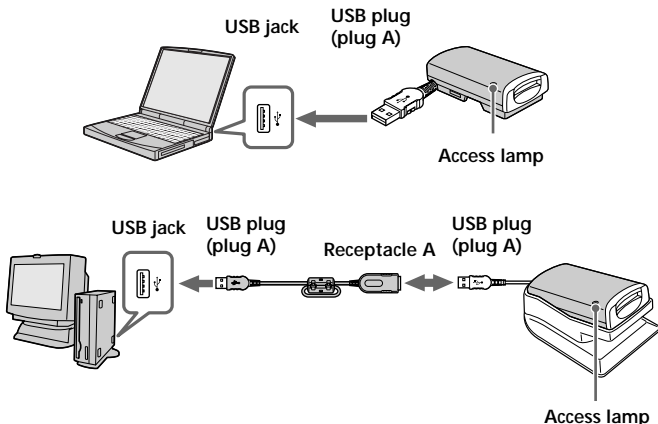 USB jack
USB plug
(plug A)
Access lamp
USB jack
USB plug
(plug A)
Receptacle A
USB plug
(plug A)
Access lamp